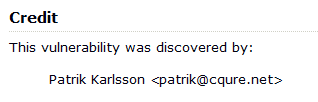 Credit
This vulnerability was discovered by:
Patrik Karlsson <patrik@cqure.net>